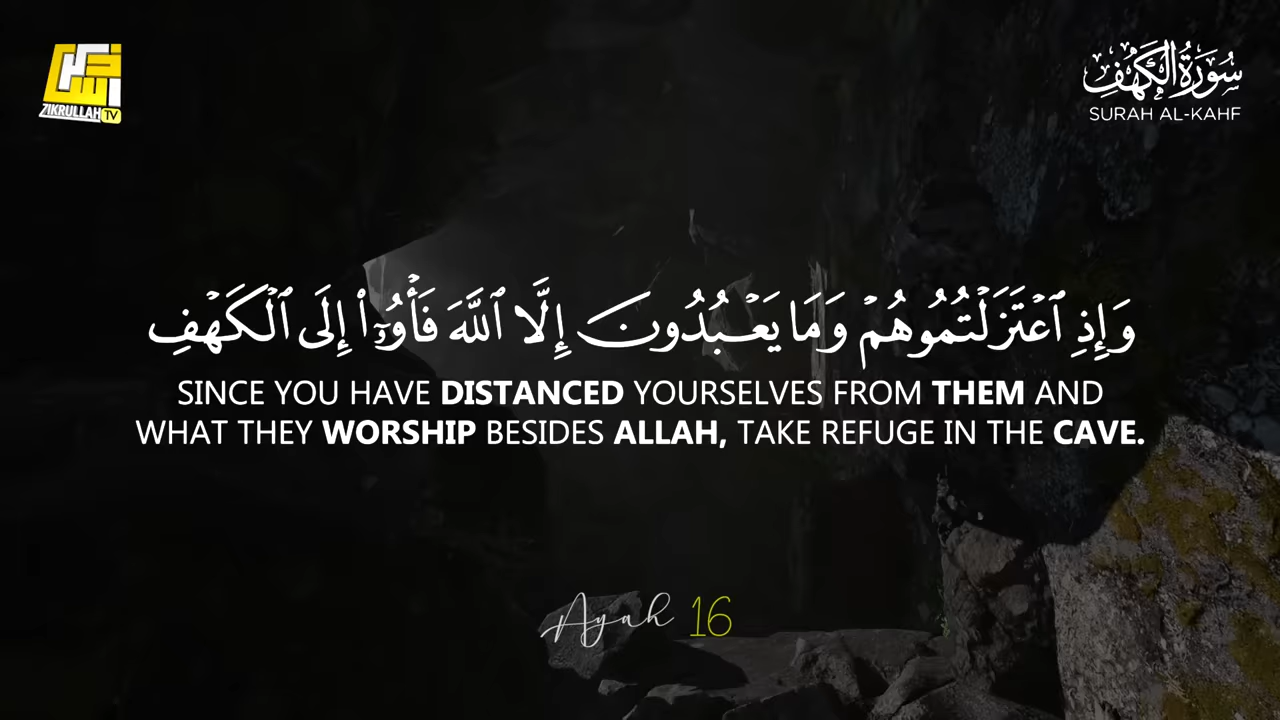 ZIKRULLAH TV
سُورَةُ الكَهْفِ
SURAH AL-KAHF
وَإِذِ ٱعْتَزَلْتُمُوهُمْ وَمَا يَعْبُدُونَ إِلَّا ٱللَّهَ فَأْوُۥٓا۟ إِلَى ٱلْكَهْفِ
SINCE YOU HAVE DISTANCED YOURSELVES FROM THEM AND
WHAT THEY WORSHIP BESIDES ALLAH, TAKE REFUGE IN THE CAVE.
Ayah 16